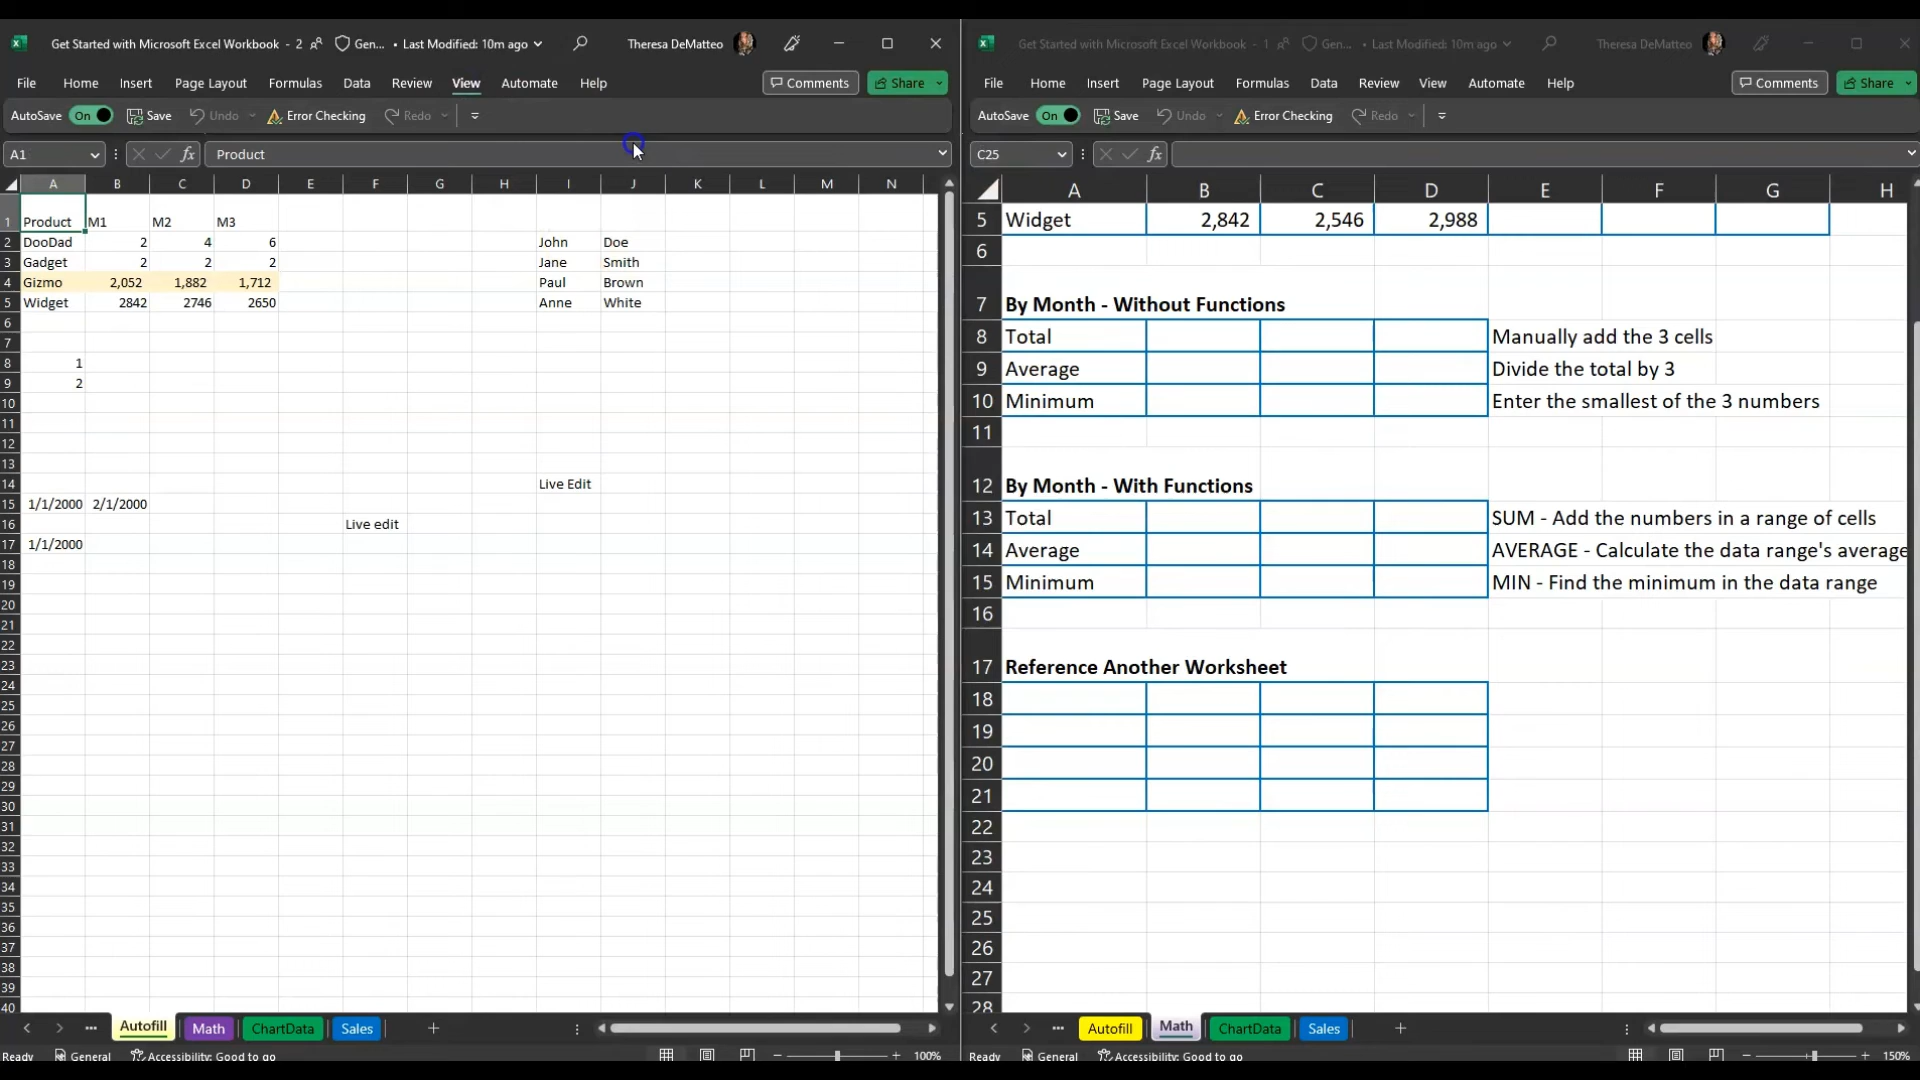 Get Started with Microsoft Excel Workbook - 2 Gen... • Last Modified: 10m ago Theresa DeMatteo
File Home Insert Page Layout Formulas Data Review View Automate Help Comments Share
AutoSave On Save Undo Error Checking Redo
A1 fx Product
A B C D E F G H I J K L M N
1 Product M1 M2 M3
2 DooDad 2 4 6 John Doe
3 Gadget 2 2 2 Jane Smith
4 Gizmo 2,052 1,882 1,712 Paul Brown
5 Widget 2842 2746 2650 Anne White
6
7
8 1
9 2
10
11
12
13
14 Live Edit
15 1/1/2000 2/1/2000
16 Live edit
17 1/1/2000
18
19
20
21
22
23
24
25
26
27
28
29
30
31
32
33
34
35
36
37
38
39
40
Autofill Math ChartData Sales
Ready General Accessibility: Good to go 100%
Get Started with Microsoft Excel Workbook - 1 Gen... • Last Modified: 10m ago Theresa DeMatteo
File Home Insert Page Layout Formulas Data Review View Automate Help Comments Share
AutoSave On Save Undo Error Checking Redo
C25 fx
A B C D E F G H
5 Widget 2,842 2,546 2,988
6
7 By Month - Without Functions
8 Total Manually add the 3 cells
9 Average Divide the total by 3
10 Minimum Enter the smallest of the 3 numbers
11
12 By Month - With Functions
13 Total SUM - Add the numbers in a range of cells
14 Average AVERAGE - Calculate the data range's average
15 Minimum MIN - Find the minimum in the data range
16
17 Reference Another Worksheet
18
19
20
21
22
23
24
25
26
27
28
Autofill Math ChartData Sales
Ready General Accessibility: Good to go 150%